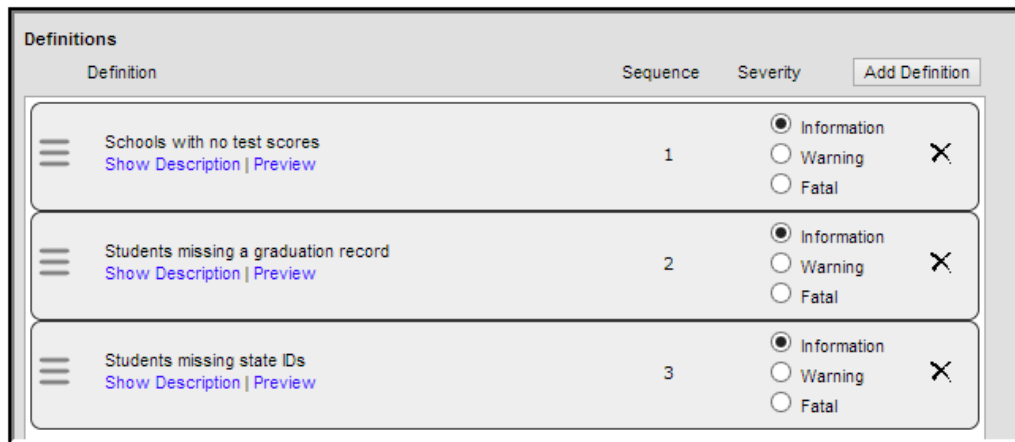 Definitions
Definition Sequence Severity Add Definition
Schools with no test scores
Show Description | Preview
1
Information
Warning
Fatal
X
Students missing a graduation record
Show Description | Preview
2
Information
Warning
Fatal
X
Students missing state IDs
Show Description | Preview
3
Information
Warning
Fatal
X